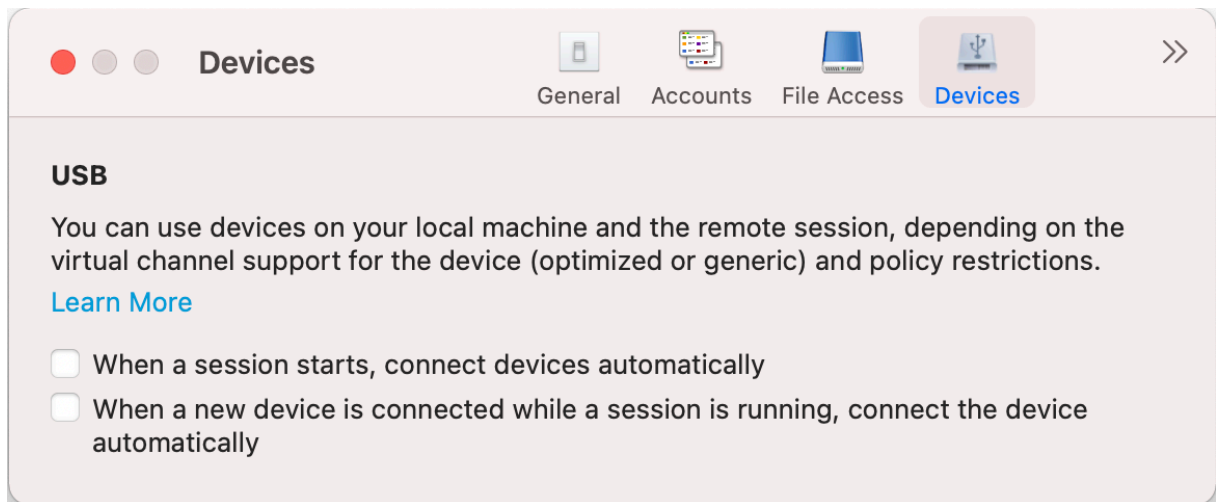 Devices
General
Accounts
File Access
Devices
USB
You can use devices on your local machine and the remote session, depending on the
virtual channel support for the device (optimized or generic) and policy restrictions.
Learn More
When a session starts, connect devices automatically
When a new device is connected while a session is running, connect the device
automatically